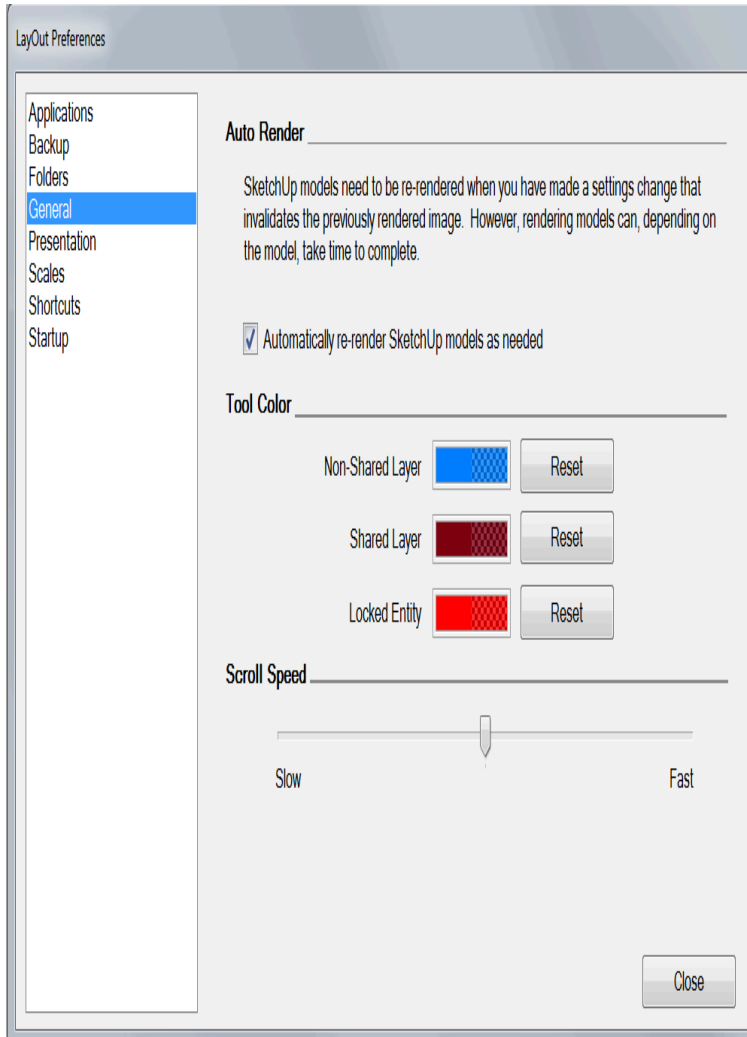 LayOut Preferences
Applications
Backup
Folders
General
Presentation
Scales
Shortcuts
Startup
Auto Render
SketchUp models need to be re-rendered when you have made a settings change that
invalidates the previously rendered image. However, rendering models can, depending on
the model, take time to complete.
Automatically re-render SketchUp models as needed
Tool Color
Non-Shared Layer
Reset
Shared Layer
Reset
Locked Entity
Reset
Scroll Speed
Slow
Fast
Close